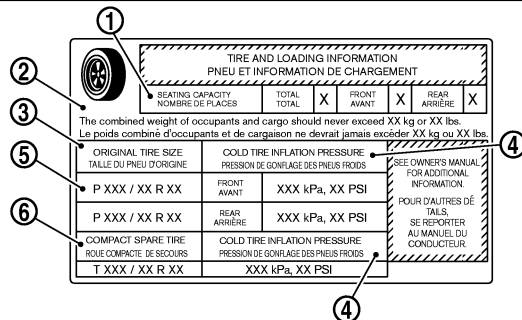 ①
TIRE AND LOADING INFORMATION
PNEU ET INFORMATION DE CHARGEMENT
②
SEATING CAPACITY
NOMBRE DE PLACES
TOTAL
TOTAL
X
FRONT
AVANT
X
REAR
ARRIÈRE
X
The combined weight of occupants and cargo should never exceed XX kg or XX lbs.
Le poids combiné d'occupants et de cargaison ne devrait jamais excéder XX kg ou XX lbs.
③
ORIGINAL TIRE SIZE
TAILLE DU PNEU D'ORIGINE
COLD TIRE INFLATION PRESSURE
PRESSION DE GONFLAGE DES PNEUS FROIDS
④
SEE OWNER'S MANUAL
FOR ADDITIONAL
INFORMATION.
POUR D'AUTRES DÉ
TAILS,
SE REPORTER
AU MANUEL DU
CONDUCTEUR.
⑤
P XXX / XX R XX
FRONT
AVANT
XXX kPa, XX PSI
P XXX / XX R XX
REAR
ARRIÈRE
XXX kPa, XX PSI
⑥
COMPACT SPARE TIRE
ROUE COMPACTE DE SECOURS
COLD TIRE INFLATION PRESSURE
PRESSION DE GONFLAGE DES PNEUS FROIDS
T XXX / XX R XX
XXX kPa, XX PSI
④